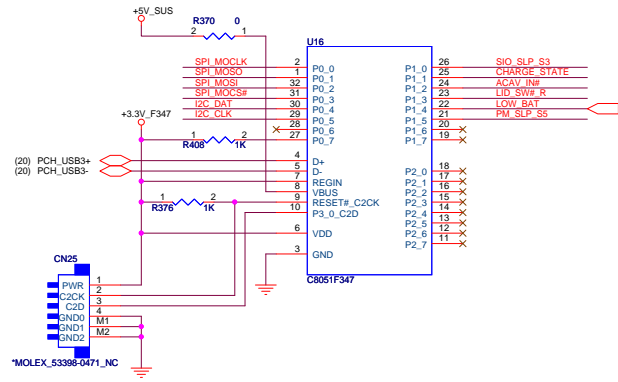 +5V_SUS
R370 0
2 1
U16
SPI_MOCLK 2 P0_0 P1_0 26 SIO_SLP_S3
SPI_MOSO 1 P0_1 P1_1 25 CHARGE_STATE
SPI_MOSI 32 P0_2 P1_2 24 ACAV_IN#
SPI_MOCS# 31 P0_3 P1_3 23 LID_SW#_R
I2C_DAT 30 P0_4 P1_4 22 LOW_BAT
I2C_CLK 29 P0_5 P1_5 21 PM_SLP_S5
+3.3V_F347
28 P0_6 P1_6 20
1 2 27 P0_7 P1_7 19
R408 1K
(20) PCH_USB3+ 4 D+
(20) PCH_USB3- 5 D- P2_0 18
7 REGIN P2_1 17
8 VBUS P2_2 16
1 2 9 RESET#_C2CK P2_3 15
R376 1K 10 P3_0_C2D P2_4 14
P2_5 13
6 VDD P2_6 12
P2_7 11
3 GND
CN25
C8051F347
PWR 1
C2CK 2
C2D 3
GND0 4
GND1 M1
GND2 M2
*MOLEX_53398-0471_NC